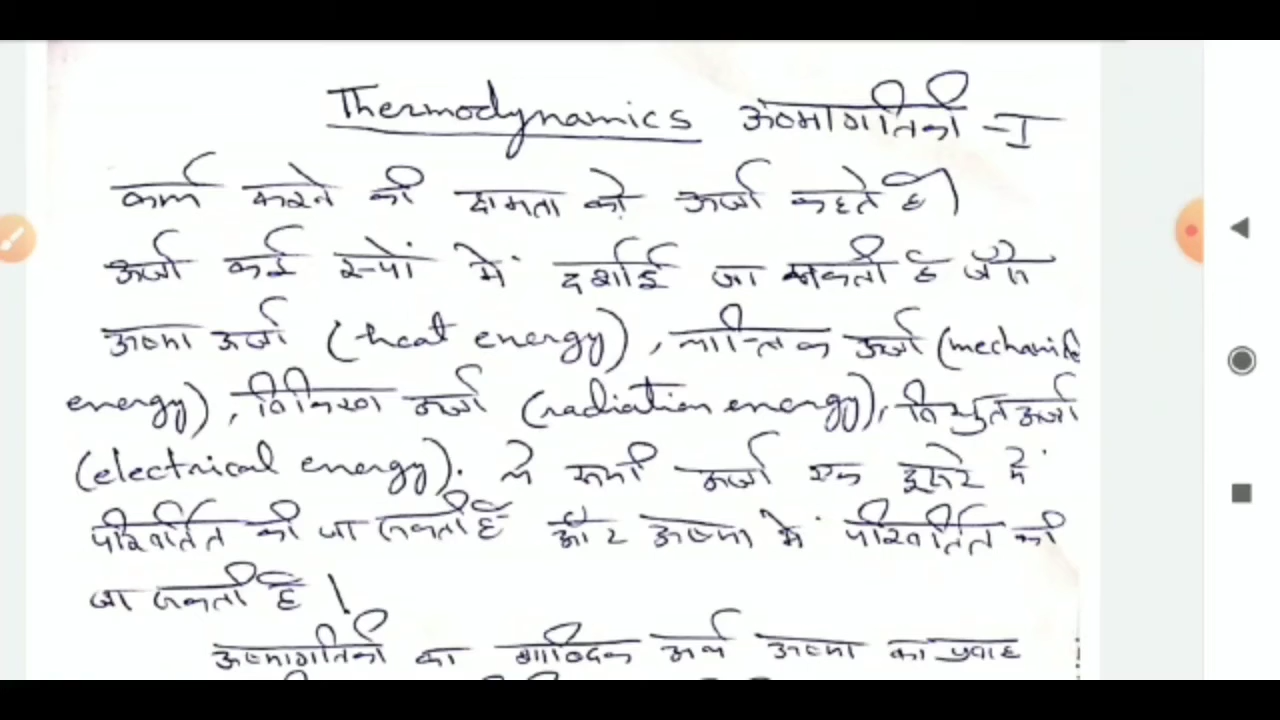 Thermodynamics ऊष्मागतिकी -I
कार्य करने की क्षमता को ऊर्जा कहते हैं।
ऊर्जा कई रूपों में दर्शाई जा सकती है जैसे
ऊष्मा ऊर्जा (heat energy), यान्त्रिक ऊर्जा (mechanical
energy), विकिरण ऊर्जा (radiation energy), विद्युत ऊर्जा
(electrical energy). ये सभी ऊर्जा एक दूसरे में
परिवर्तित की जा सकती है और ऊष्मा में परिवर्तित की
जा सकती है।
ऊष्मागतिकी का शाब्दिक अर्थ ऊष्मा का प्रवाह